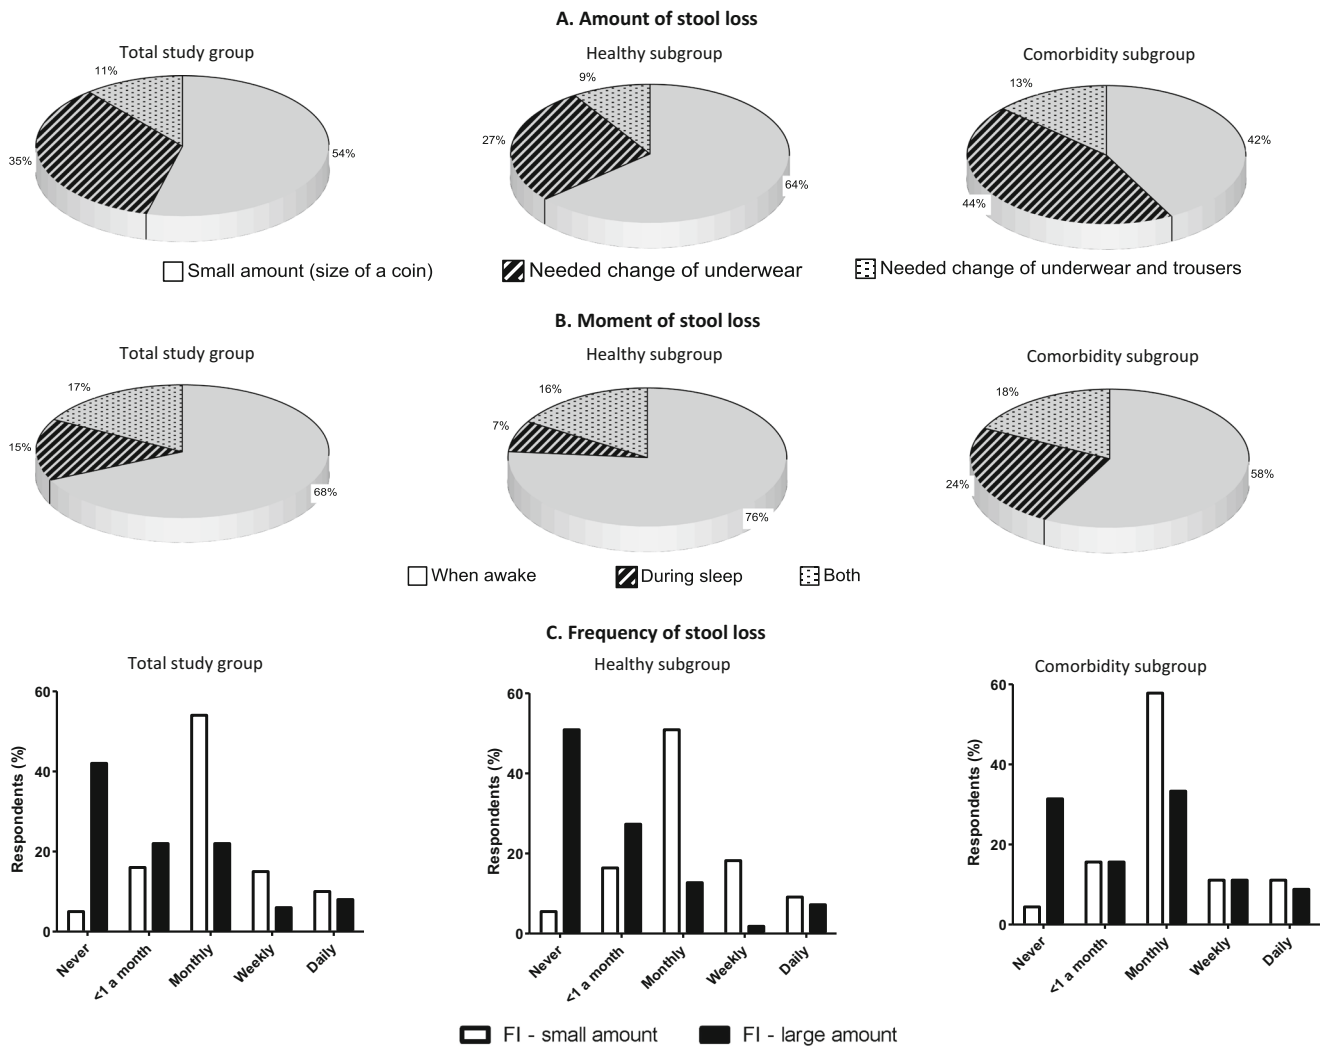 A. Amount of stool loss
Total study group
Healthy subgroup
Comorbidity subgroup
11%
35%
54%
9%
27%
64%
13%
44%
42%
Small amount (size of a coin)
Needed change of underwear
Needed change of underwear and trousers
B. Moment of stool loss
Total study group
Healthy subgroup
Comorbidity subgroup
17%
15%
68%
16%
7%
76%
18%
24%
58%
When awake
During sleep
Both
C. Frequency of stool loss
Total study group
Respondents (%)
60
40
20
0
Never
<1 a month
Monthly
Weekly
Daily
Healthy subgroup
Respondents (%)
60
40
20
0
Never
<1 a month
Monthly
Weekly
Daily
Comorbidity subgroup
Respondents (%)
60
40
20
0
Never
<1 a month
Monthly
Weekly
Daily
FI - small amount
FI - large amount